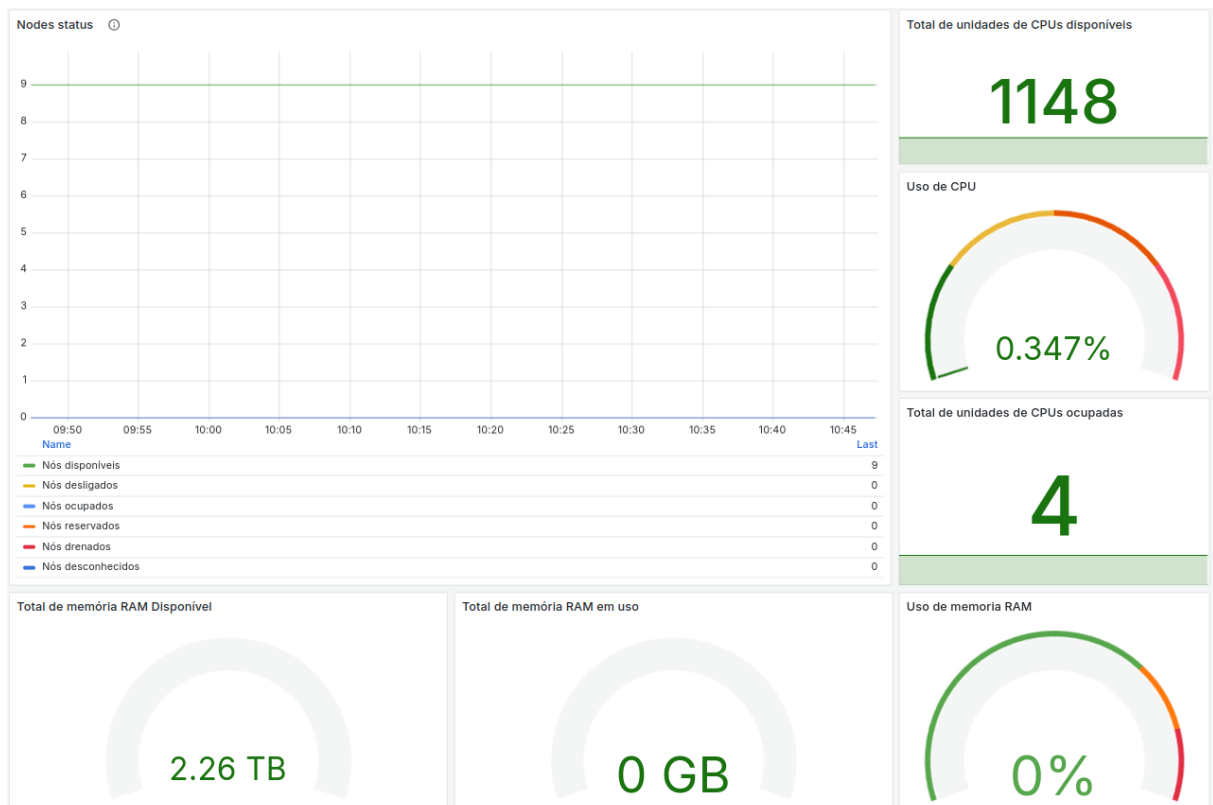 Nodes status
9
8
7
6
5
4
3
2
1
0
09:50 09:55 10:00 10:05 10:10 10:15 10:20 10:25 10:30 10:35 10:40 10:45
Name Last
Nós disponíveis 9
Nós desligados 0
Nós ocupados 0
Nós reservados 0
Nós drenados 0
Nós desconhecidos 0
Total de unidades de CPUs disponíveis
1148
Uso de CPU
0.347%
Total de unidades de CPUs ocupadas
4
Total de memória RAM Disponível
2.26 TB
Total de memória RAM em uso
0 GB
Uso de memoria RAM
0%